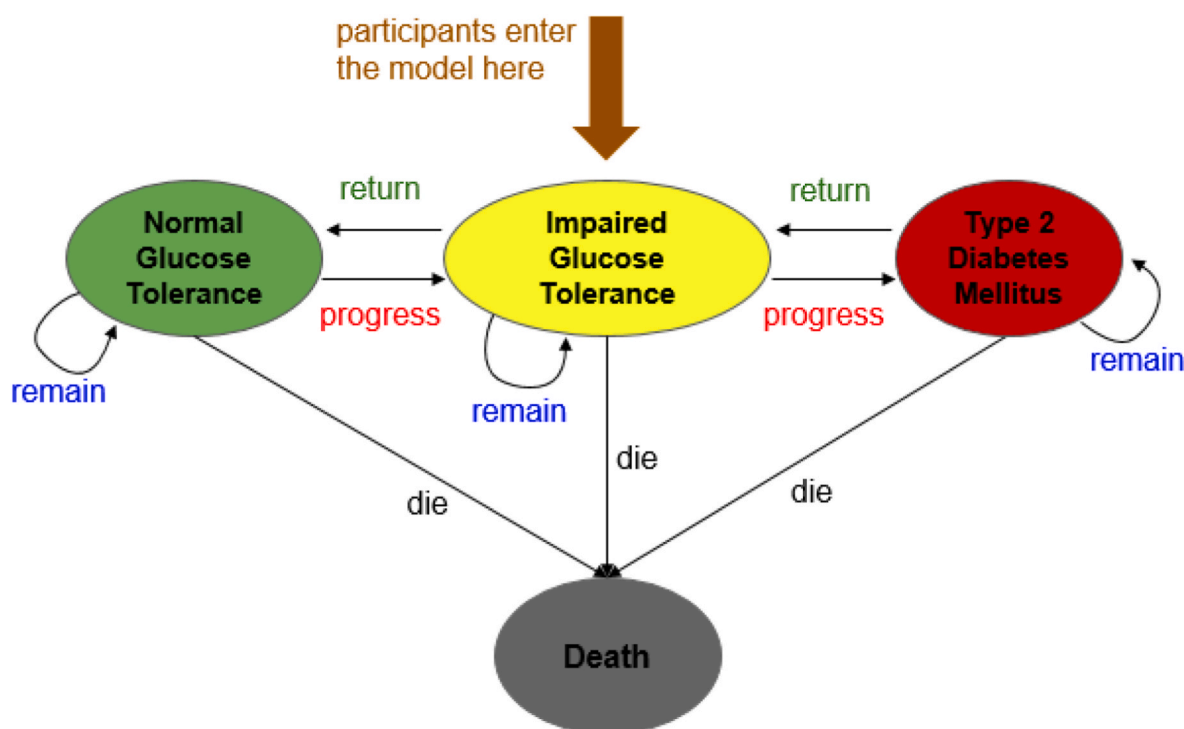 participants enter
the model here
return
return
Normal
Glucose
Tolerance
Impaired
Glucose
Tolerance
Type 2
Diabetes
Mellitus
progress
progress
remain
remain
remain
die
die
die
Death